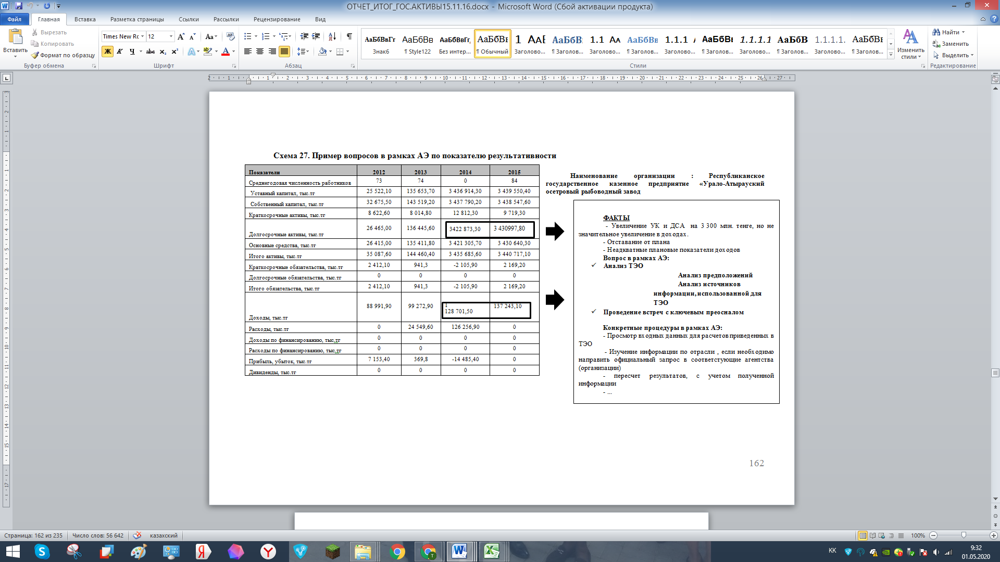 ОТЧЕТ_ИТОГ_ГОС.АКТИВЫ15.11.16.docx - Microsoft Word (Сбой активации продукта)
Файл Главная Вставка Разметка страницы Ссылки Рассылки Рецензирование Вид
Вставить
Вырезать
Копировать
Формат по образцу
Буфер обмена
Times New Ro 12
Шрифт
Абзац
АаБбВвГг АаБбВв АаБбВвГг, АаБбВв 1 АаБ АаБбВ 1.1 Аа АаБбВв 1.1.1 А АаБбВв 1.1.1.1 АаБбВ 1.1.1.1. АаБбВв
Знак6 ¶ Style122 Без интер... ¶ Обычный Заголово... ¶ Заголов... Заголово... ¶ Заголов... Заголово... ¶ Заголов... Заголово... ¶ Заголов... Заголово... ¶ Заголов...
Стили
Изменить стили
Найти
Заменить
Выделить
Редактирование
Схема 27. Пример вопросов в рамках АЭ по показателю результативности
Показатели 2012 2013 2014 2015
Среднегодовая численность работников 73 74 0 84
Уставный капитал, тыс.тг 25 522,10 135 653,70 3 436 914,30 3 439 550,40
Собственный капитал, тыс.тг 32 675,50 143 519,20 3 437 790,20 3 438 547,60
Краткосрочные активы, тыс.тг 8 622,60 8 014,80 12 812,30 9 719,30
Долгосрочные активы, тыс.тг 26 465,00 136 445,60 3422 873,30 3 430997,80
Основные средства, тыс.тг 26 415,00 135 411,80 3 421 305,70 3 430 640,30
Итого активы, тыс.тг 35 087,60 144 460,40 3 435 685,60 3 440 717,10
Краткосрочные обязательства, тыс.тг 2 412,10 941,3 -2 105,90 2 169,20
Долгосрочные обязательства, тыс.тг 0 0 0 0
Итого обязательства, тыс.тг 2 412,10 941,3 -2 105,90 2 169,20
Доходы, тыс.тг 88 991,90 99 272,90 1 128 701,50 137 243,10
Расходы, тыс.тг 0 24 549,60 126 256,90 0
Доходы по финансированию, тыс.тг 0 0 0 0
Расходы по финансированию, тыс.тг 0 0 0 0
Прибыль, убыток, тыс.тг 7 153,40 369,8 -14 485,40 0
Дивиденды, тыс.тг 0 0 0 0
Наименование организации : Республиканское
государственное казенное предприятие «Урало-Атырауский
осетровый рыбоводный завод
ФАКТЫ
- Увеличение УК и ДСА на 3 300 млн. тенге, но не
значительное увеличение в доходах.
- Отставание от плана
- Неадкватные плановые показатели доходов
Вопрос в рамках АЭ:
✓ Анализ ТЭО
Анализ предположений
Анализ источников
информации, использованной для
ТЭО
✓ Проведение встреч с ключевым преосналом
Конкретные процедуры в рамках АЭ:
- Просмотр входных данных для расчетов приведенных в
ТЭО
- Изучение информации по отрасли , если необходимо
направить официальный запрос в соответстующие агентства
(организации)
- пересчет результатов, с учетом полученной
информации
- ...
162
Страница: 162 из 235 Число слов: 56 642 казахский 100%
KK 9:32
01.05.2020